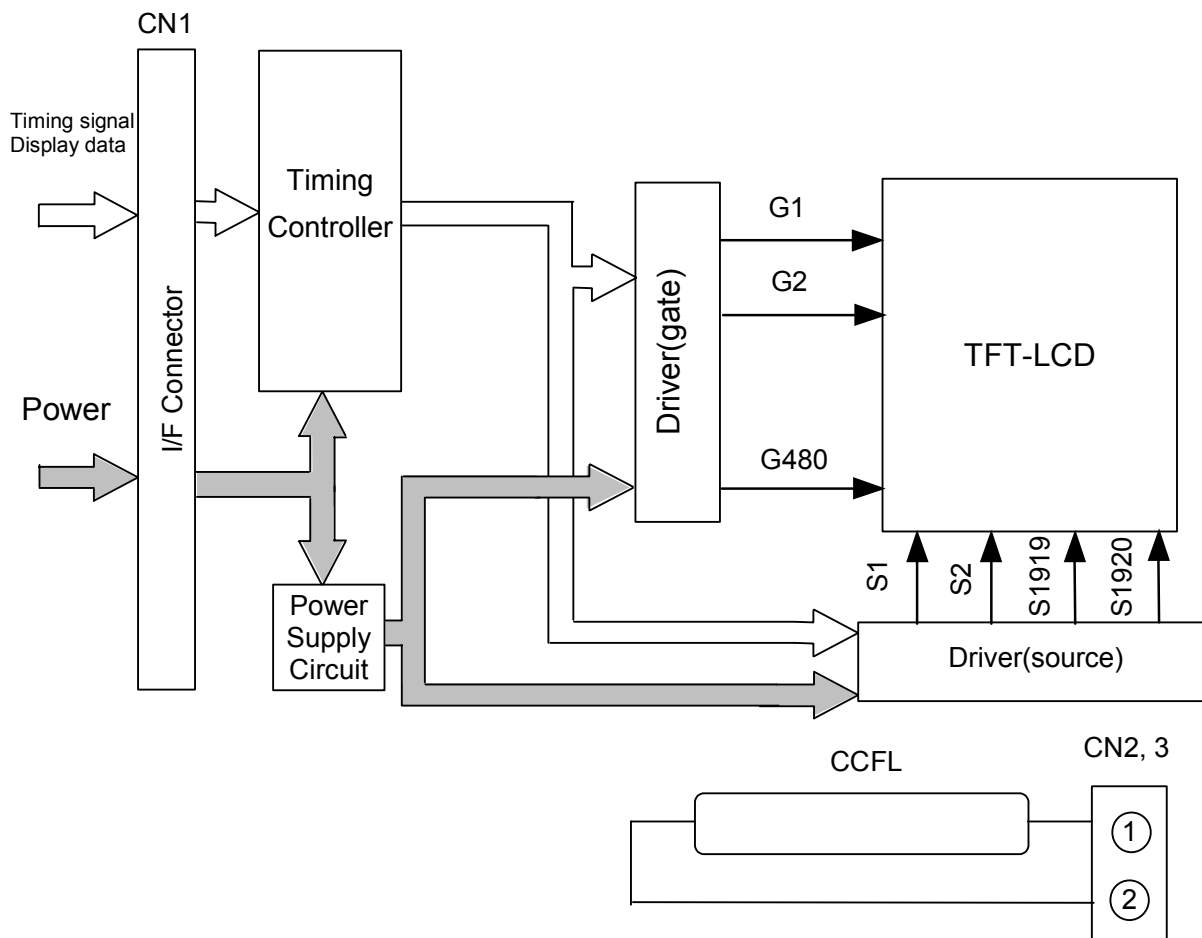 CN1
Timing signal
Display data
Power
I/F Connector
Timing
Controller
Power
Supply
Circuit
Driver(gate)
G1
G2
G480
TFT-LCD
S1
S2
S1919
S1920
Driver(source)
CCFL
CN2, 3
1
2